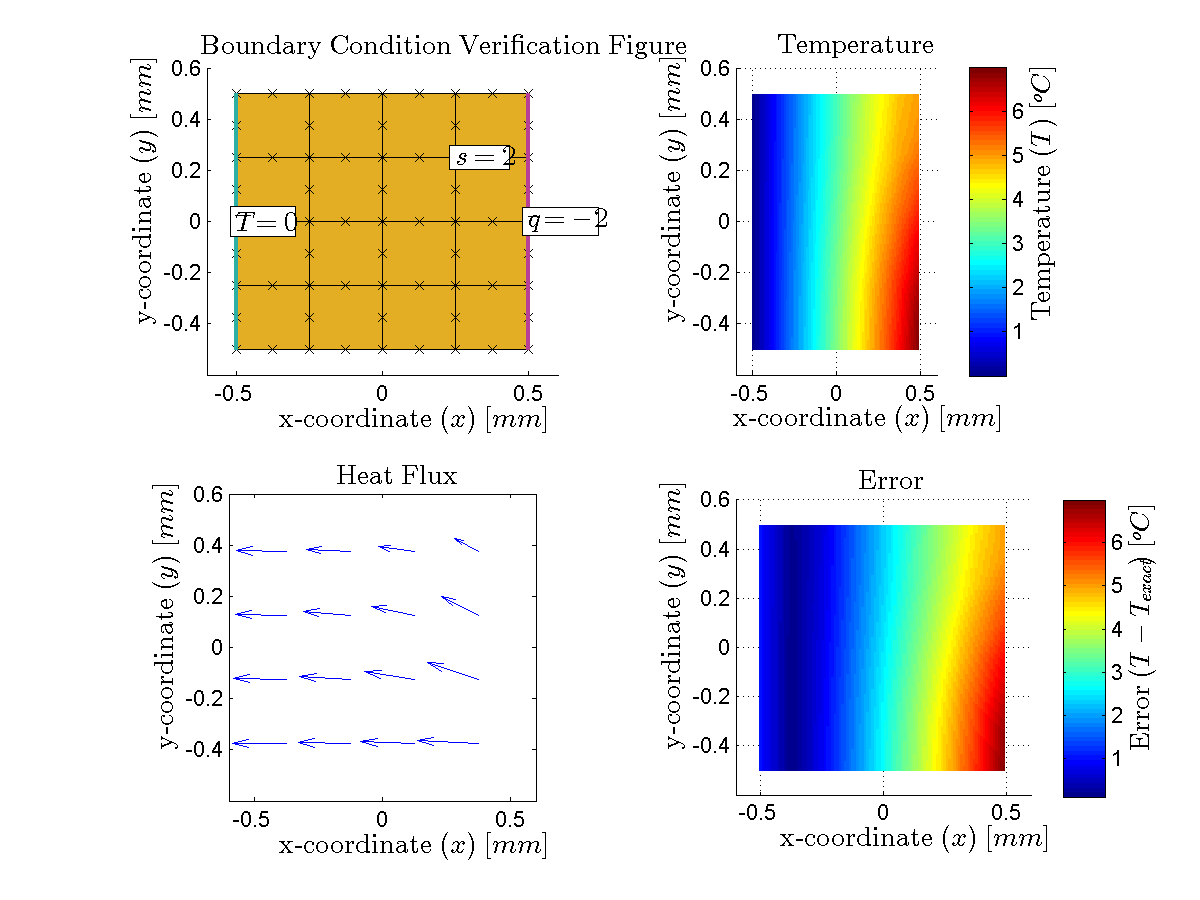 Boundary Condition Verification Figure
y-coordinate (y) [mm]
0.6
0.4
0.2
0
-0.2
-0.4
s = 2
T = 0
q = −2
-0.5
0
0.5
x-coordinate (x) [mm]
Temperature
y-coordinate (y) [mm]
0.6
0.4
0.2
0
-0.2
-0.4
-0.5
0
0.5
x-coordinate (x) [mm]
6
5
4
3
2
1
Temperature (T) [ºC]
Heat Flux
y-coordinate (y) [mm]
0.6
0.4
0.2
0
-0.2
-0.4
-0.5
0
0.5
x-coordinate (x) [mm]
Error
y-coordinate (y) [mm]
0.6
0.4
0.2
0
-0.2
-0.4
-0.5
0
0.5
x-coordinate (x) [mm]
6
5
4
3
2
1
Error (T − Texact) [ºC]